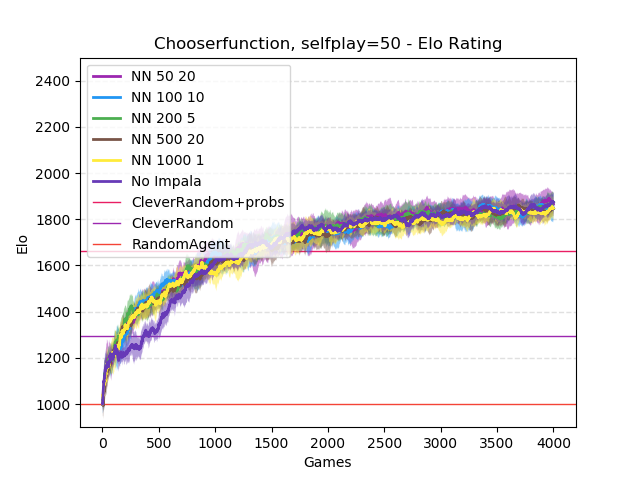 Chooserfunction, selfplay=50 - Elo Rating
NN 50 20
NN 100 10
NN 200 5
NN 500 20
NN 1000 1
No Impala
CleverRandom+probs
CleverRandom
RandomAgent
2400
2200
2000
1800
1600
1400
1200
1000
Elo
0 500 1000 1500 2000 2500 3000 3500 4000
Games